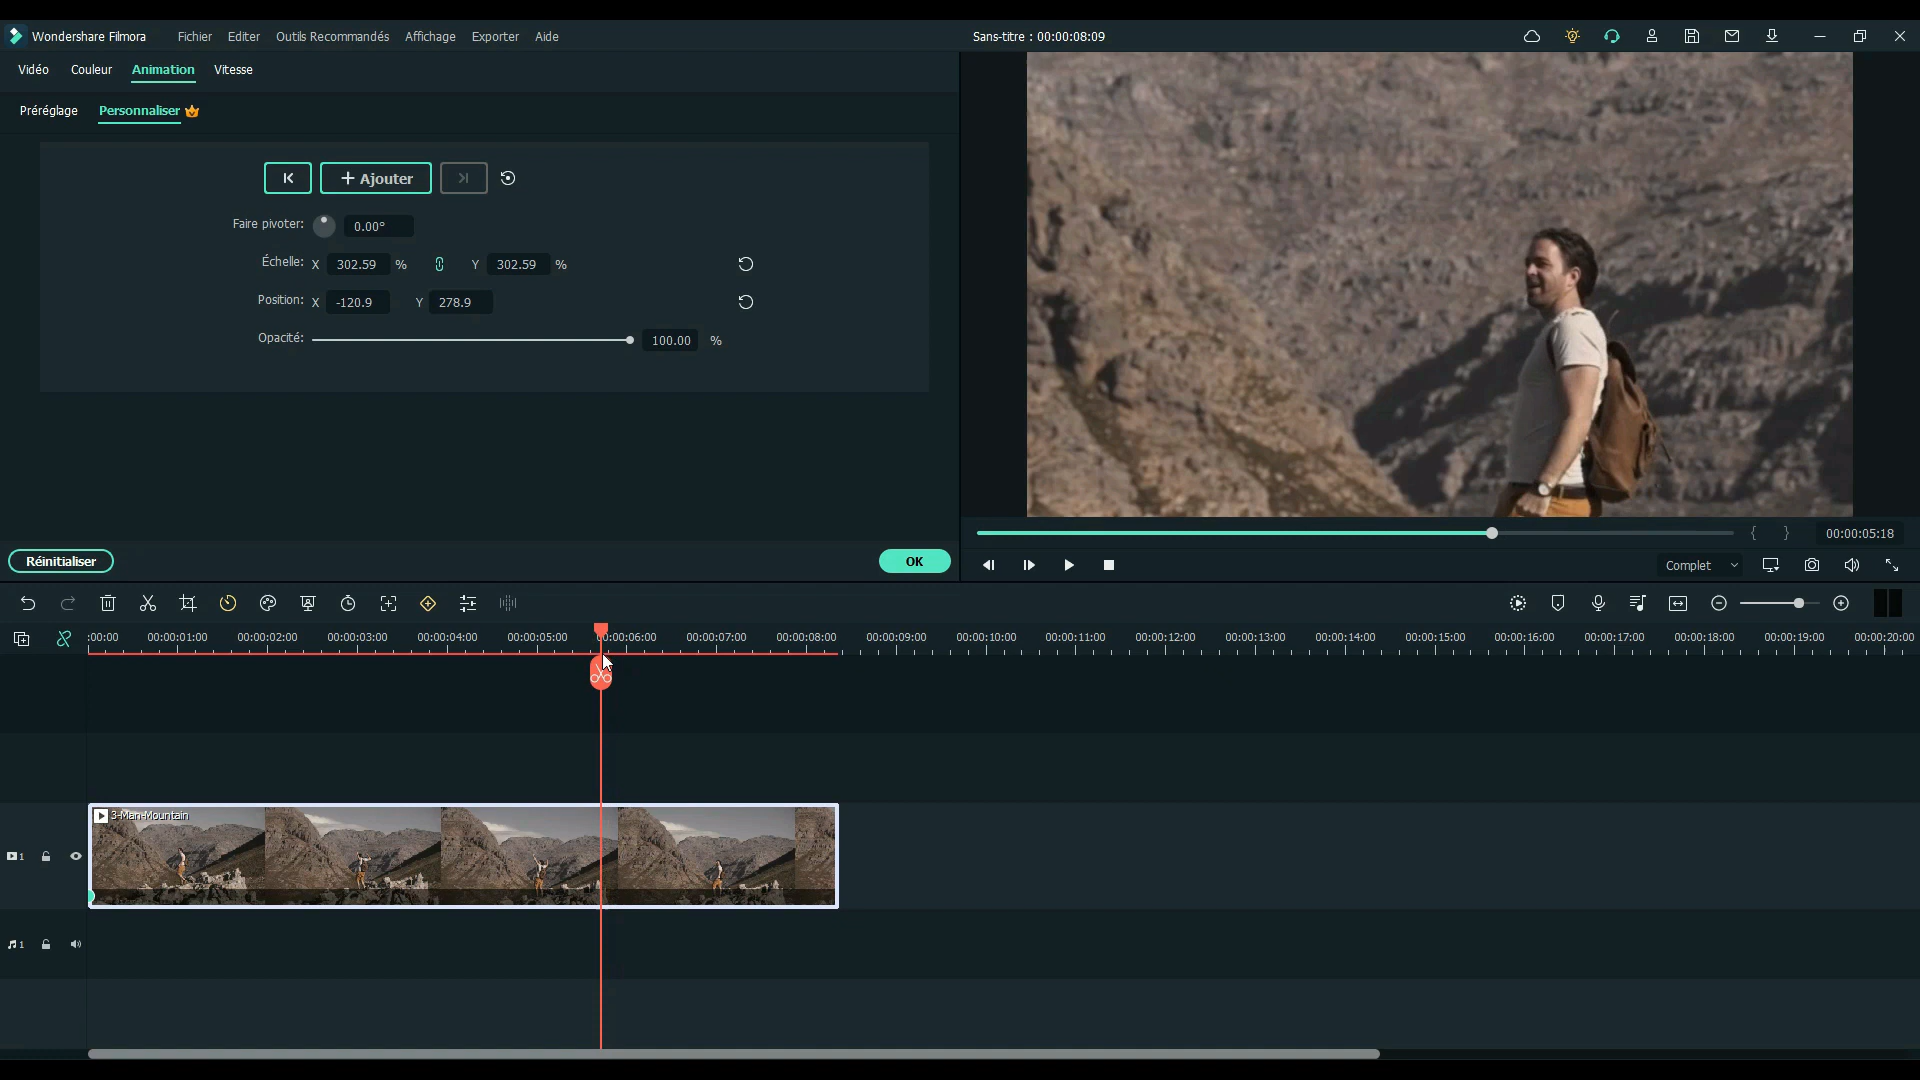 Wondershare Filmora Fichier Editer Outils Recommandés Affichage Exporter Aide Sans-titre : 00:00:08:09
Vidéo Couleur Animation Vitesse
Préréglage Personnaliser
+ Ajouter
Faire pivoter: 0.00°
Échelle: X 302.59 % Y 302.59 %
Position: X -120.9 Y 278.9
Opacité: 100.00 %
{ } 00:00:05:18
Réinitialiser OK
Complet
:00:00 00:00:01:00 00:00:02:00 00:00:03:00 00:00:04:00 00:00:05:00 00:00:06:00 00:00:07:00 00:00:08:00 00:00:09:00 00:00:10:00 00:00:11:00 00:00:12:00 00:00:13:00 00:00:14:00 00:00:15:00 00:00:16:00 00:00:17:00 00:00:18:00 00:00:19:00 00:00:20:00
3-Man-Mountain
1
1